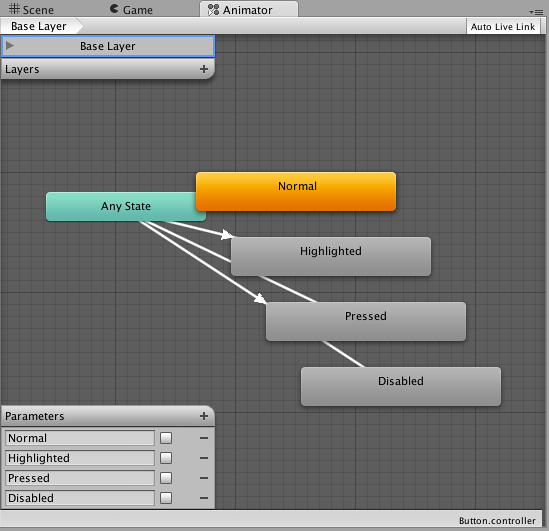 Scene Game Animator
Base Layer Auto Live Link
Base Layer
Layers
Normal
Any State
Highlighted
Pressed
Disabled
Parameters
Normal
Highlighted
Pressed
Disabled
Button.controller